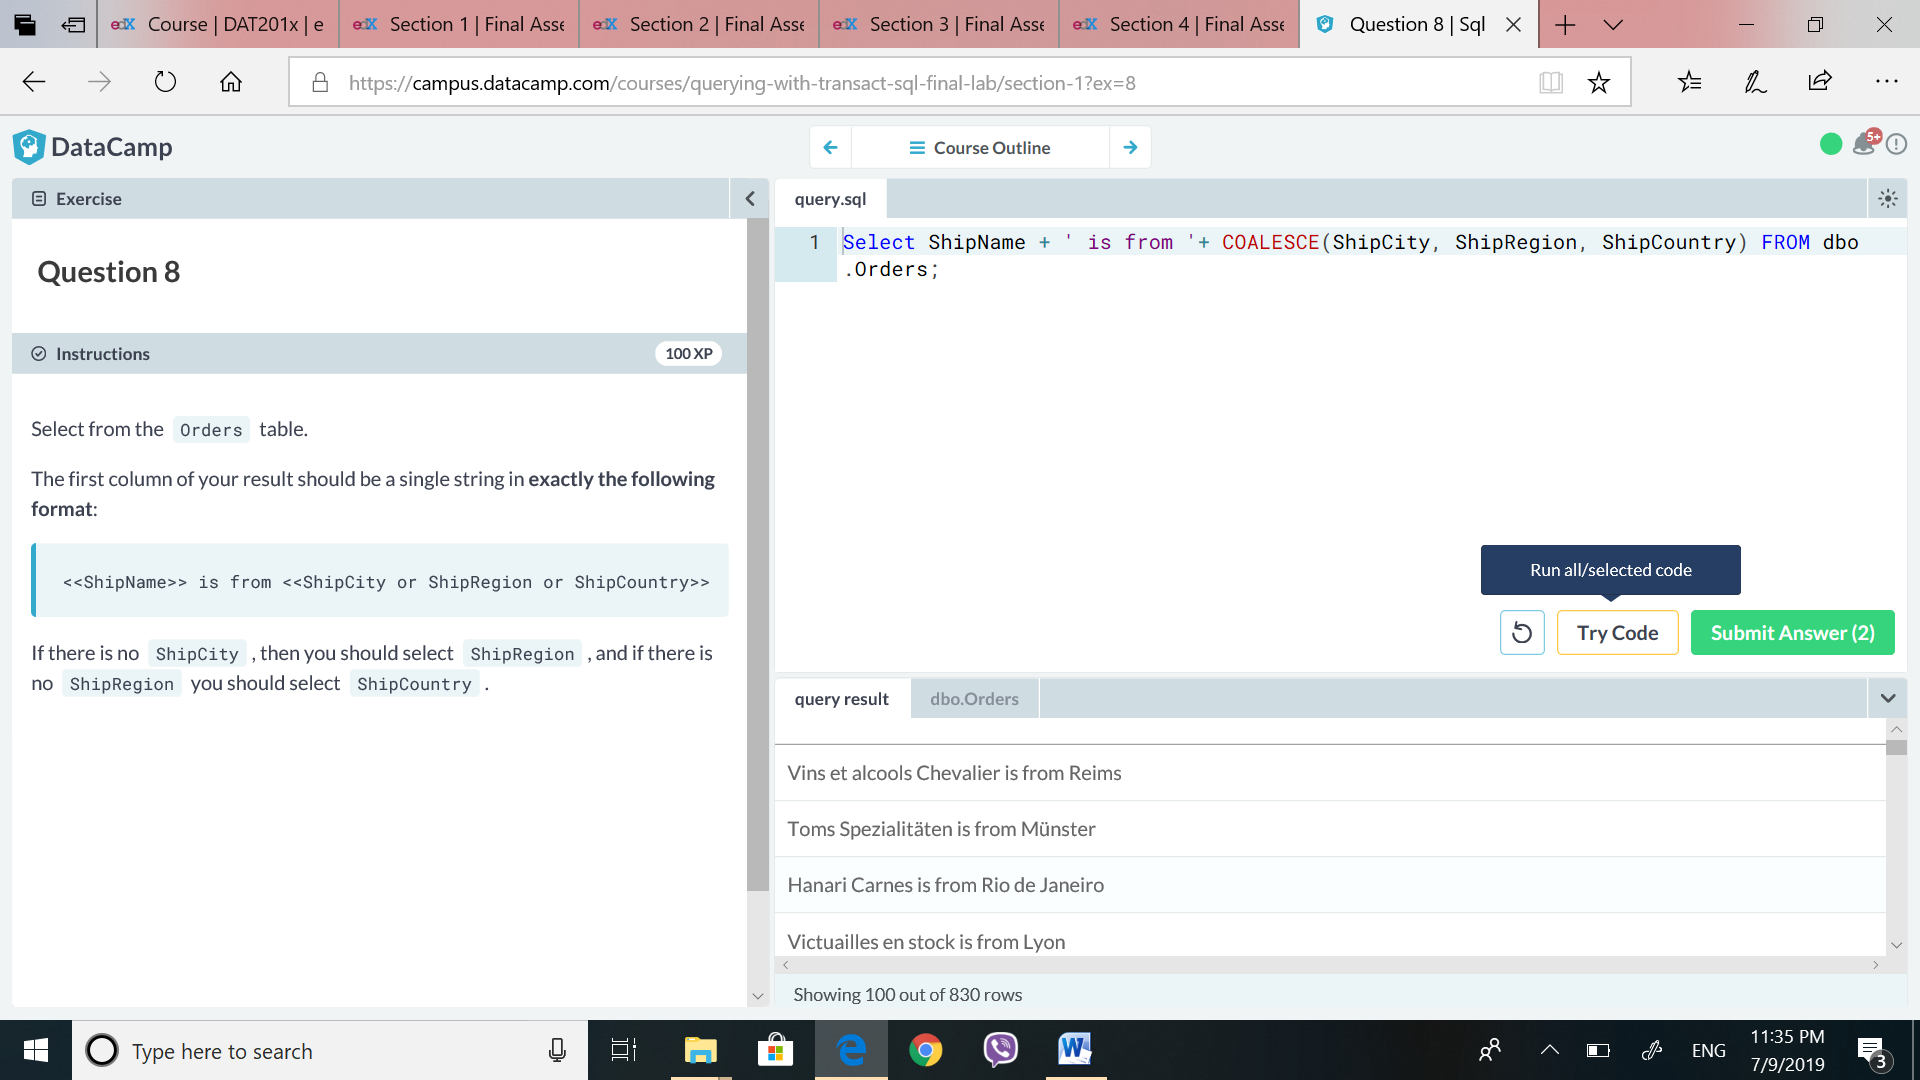 Course | DAT201x | e
Section 1 | Final Asse
Section 2 | Final Asse
Section 3 | Final Asse
Section 4 | Final Asse
Question 8 | Sql
https://campus.datacamp.com/courses/querying-with-transact-sql-final-lab/section-1?ex=8
DataCamp
Course Outline
5+
Exercise
query.sql
Question 8
1 Select ShipName + ' is from '+ COALESCE(ShipCity, ShipRegion, ShipCountry) FROM dbo
.Orders;
Instructions
100 XP
Select from the Orders table.
The first column of your result should be a single string in exactly the following
format:
<<ShipName>> is from <<ShipCity or ShipRegion or ShipCountry>>
If there is no ShipCity , then you should select ShipRegion , and if there is
no ShipRegion you should select ShipCountry .
Run all/selected code
Try Code
Submit Answer (2)
query result
dbo.Orders
Vins et alcools Chevalier is from Reims
Toms Spezialitäten is from Münster
Hanari Carnes is from Rio de Janeiro
Victuailles en stock is from Lyon
Showing 100 out of 830 rows
Type here to search
ENG
11:35 PM
7/9/2019
3